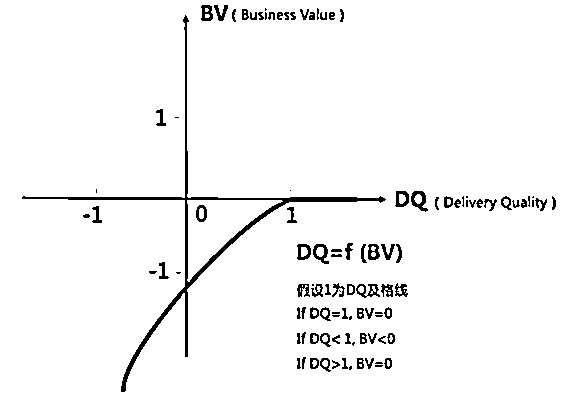 BV ( Business Value )
1
DQ ( Delivery Quality )
-1 0 1
-1
DQ=f (BV)
假设1为DQ及格线
If DQ=1, BV=0
If DQ< 1, BV<0
If DQ>1, BV=0